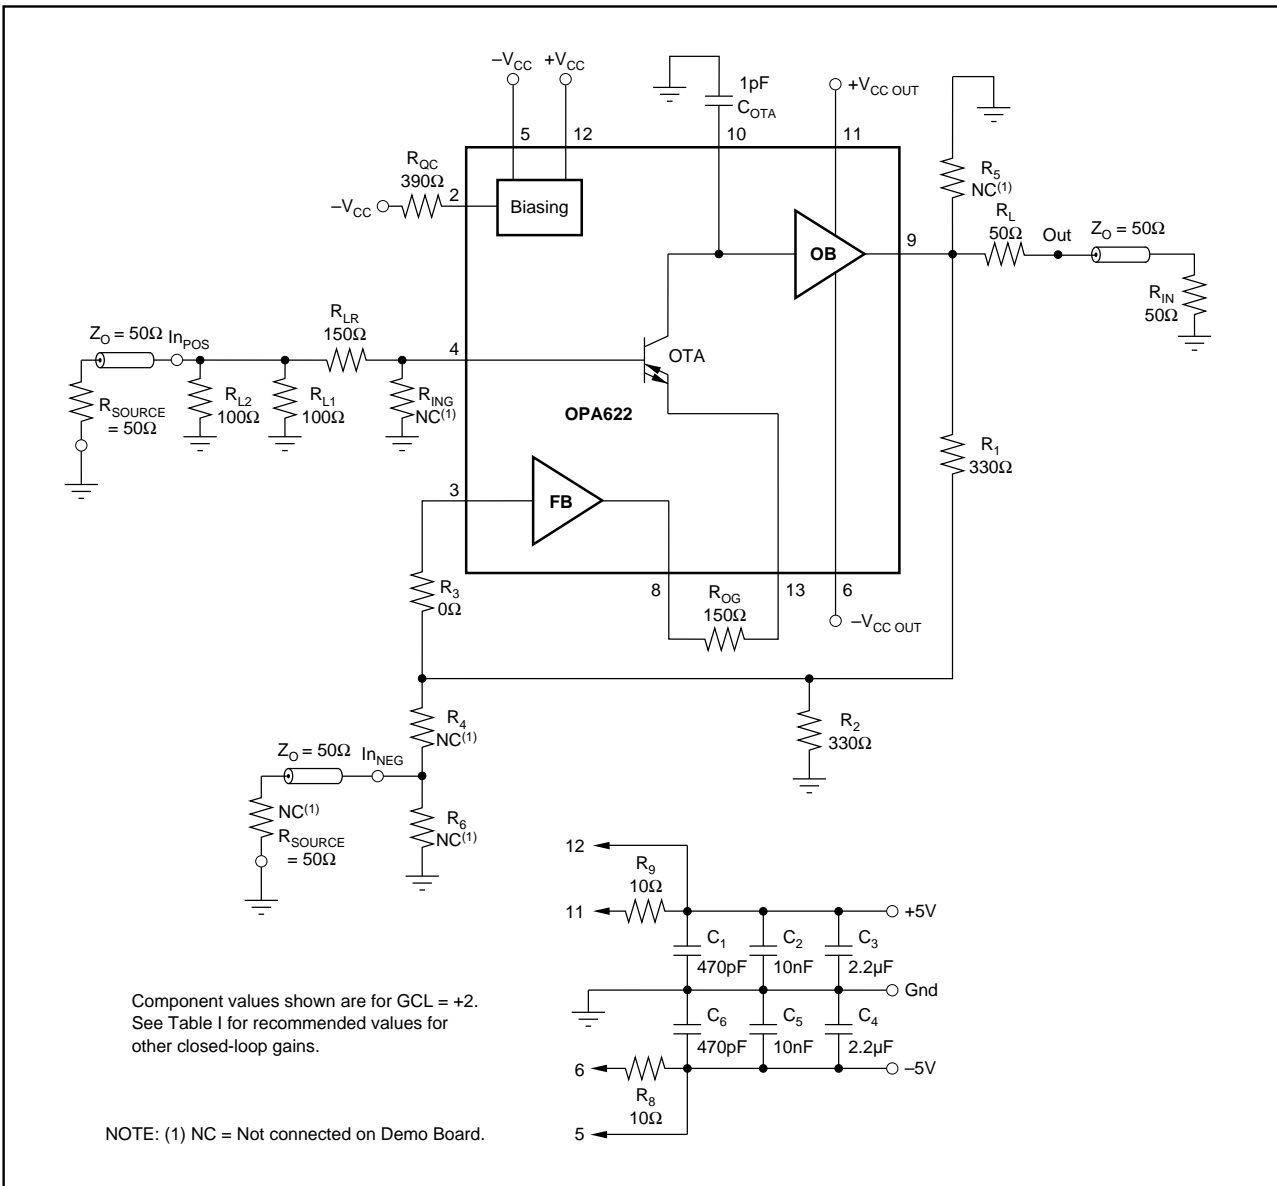 –VCC +VCC
1pF
COTA
+VCC OUT
5 12 10 11
RQC
390Ω
–VCC 2
Biasing
R5
NC(1)
RL
50Ω
Out
ZO = 50Ω
OB
9
RIN
50Ω
RLR
150Ω
ZO = 50Ω InPOS
4
OTA
RSOURCE
= 50Ω
RL2
100Ω
RL1
100Ω
RING
NC(1)
OPA622
R1
330Ω
3
FB
R3
0Ω
8
ROG
150Ω
13 6
–VCC OUT
R4
NC(1)
R2
330Ω
ZO = 50Ω InNEG
NC(1)
RSOURCE
= 50Ω
R6
NC(1)
12
R9
10Ω
11
+5V
C1
470pF
C2
10nF
C3
2.2µF
Gnd
C6
470pF
C5
10nF
C4
2.2µF
6
–5V
R8
10Ω
5
Component values shown are for GCL = +2.
See Table I for recommended values for
other closed-loop gains.
NOTE: (1) NC = Not connected on Demo Board.